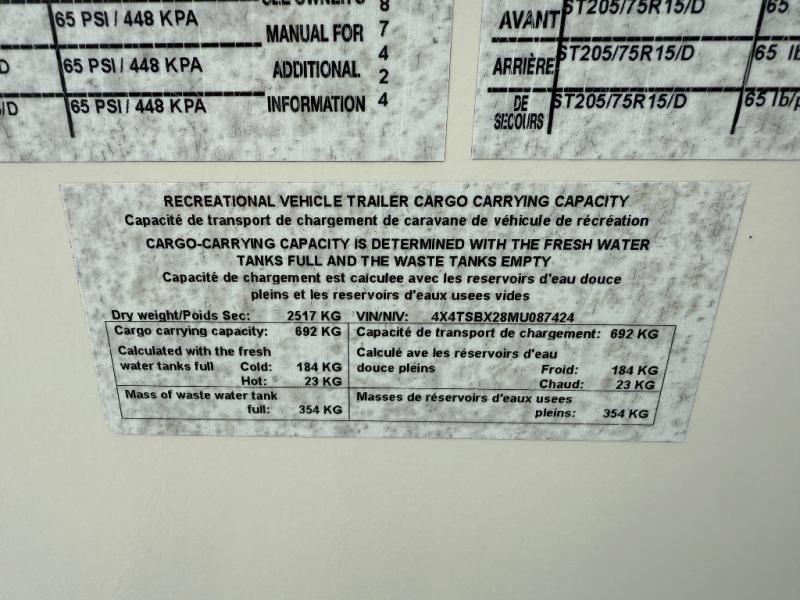 SEE OWNER'S
65 PSI / 448 KPA
MANUAL FOR
65 PSI / 448 KPA
ADDITIONAL
/D 65 PSI / 448 KPA
INFORMATION
8
7
4
2
4
AVANT ST205/75R15/D 65
ARRIÈRE ST205/75R15/D 65 lb
DE SECOURS ST205/75R15/D 65 lb/p
RECREATIONAL VEHICLE TRAILER CARGO CARRYING CAPACITY
Capacité de transport de chargement de caravane de véhicule de récréation
CARGO-CARRYING CAPACITY IS DETERMINED WITH THE FRESH WATER
TANKS FULL AND THE WASTE TANKS EMPTY
Capacité de chargement est calculee avec les reservoirs d'eau douce
pleins et les reservoirs d'eaux usees vides
Dry weight/Poids Sec: 2517 KG VIN/NIV: 4X4TSBX28MU087424
Cargo carrying capacity: 692 KG
Calculated with the fresh
water tanks full Cold: 184 KG
Hot: 23 KG
Mass of waste water tank
full: 354 KG
Capacité de transport de chargement: 692 KG
Calculé ave les réservoirs d'eau
douce pleins Froid: 184 KG
Chaud: 23 KG
Masses de réservoirs d'eaux usees
pleins: 354 KG